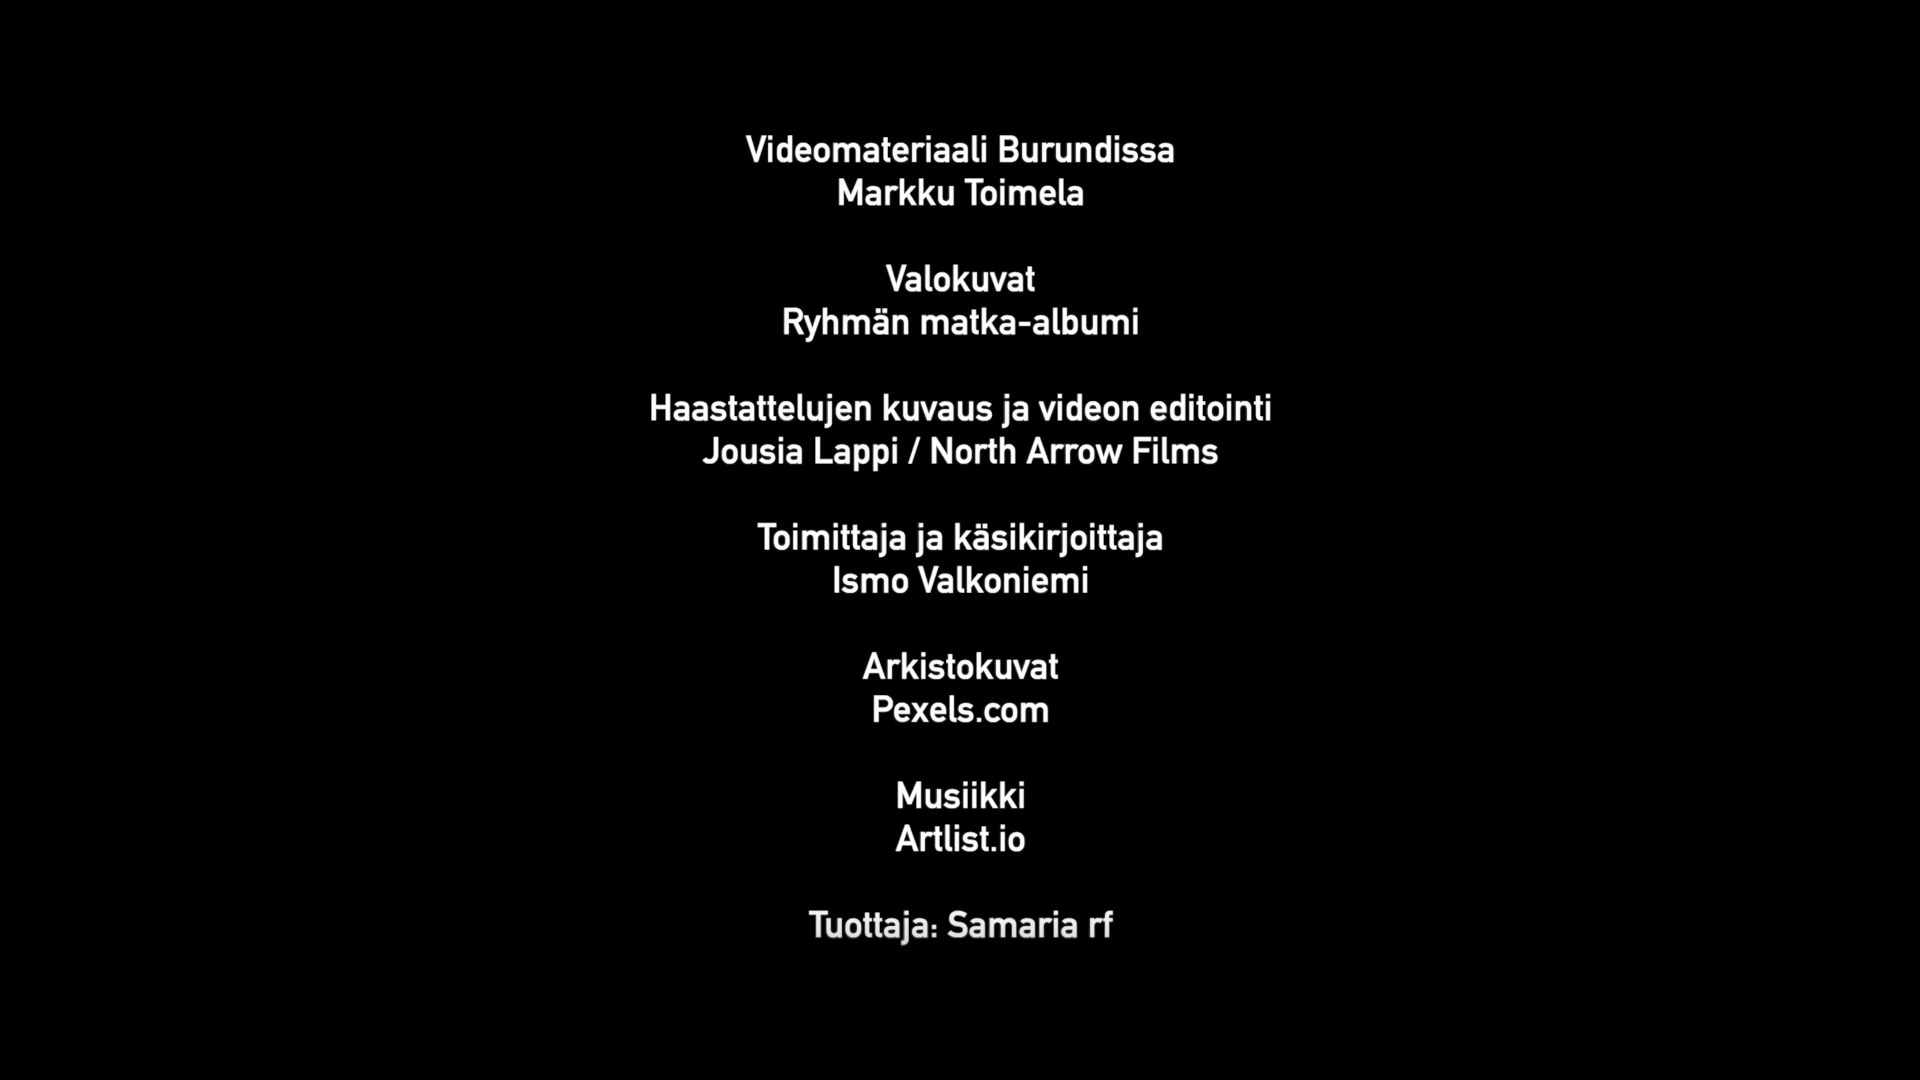 Videomateriaali Burundissa
Markku Toimela
Valokuvat
Ryhmän matka-albumi
Haastattelujen kuvaus ja videon editointi
Jousia Lappi / North Arrow Films
Toimittaja ja käsikirjoittaja
Ismo Valkoniemi
Arkistokuvat
Pexels.com
Musiikki
Artlist.io
Tuottaja: Samaria rf